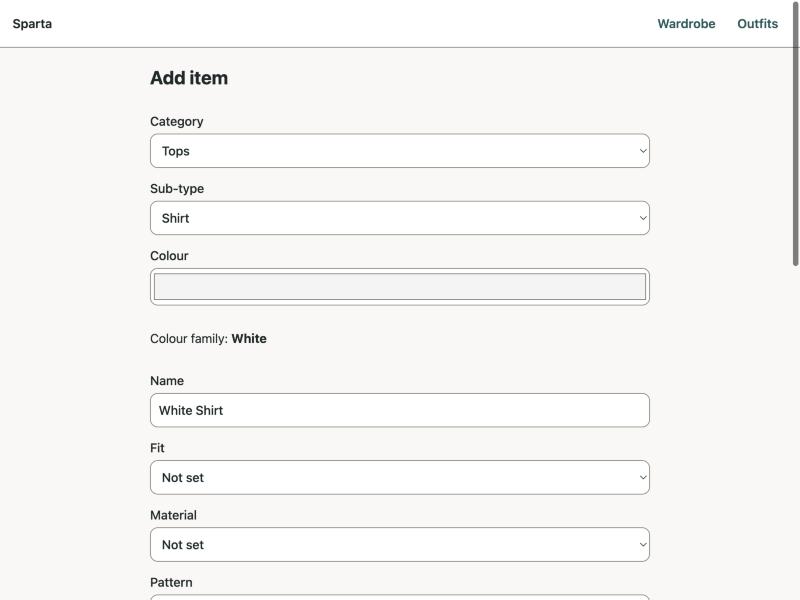 Sparta
Wardrobe
Outfits
Add item
Category
Tops
Sub-type
Shirt
Colour
Colour family: White
Name
White Shirt
Fit
Not set
Material
Not set
Pattern